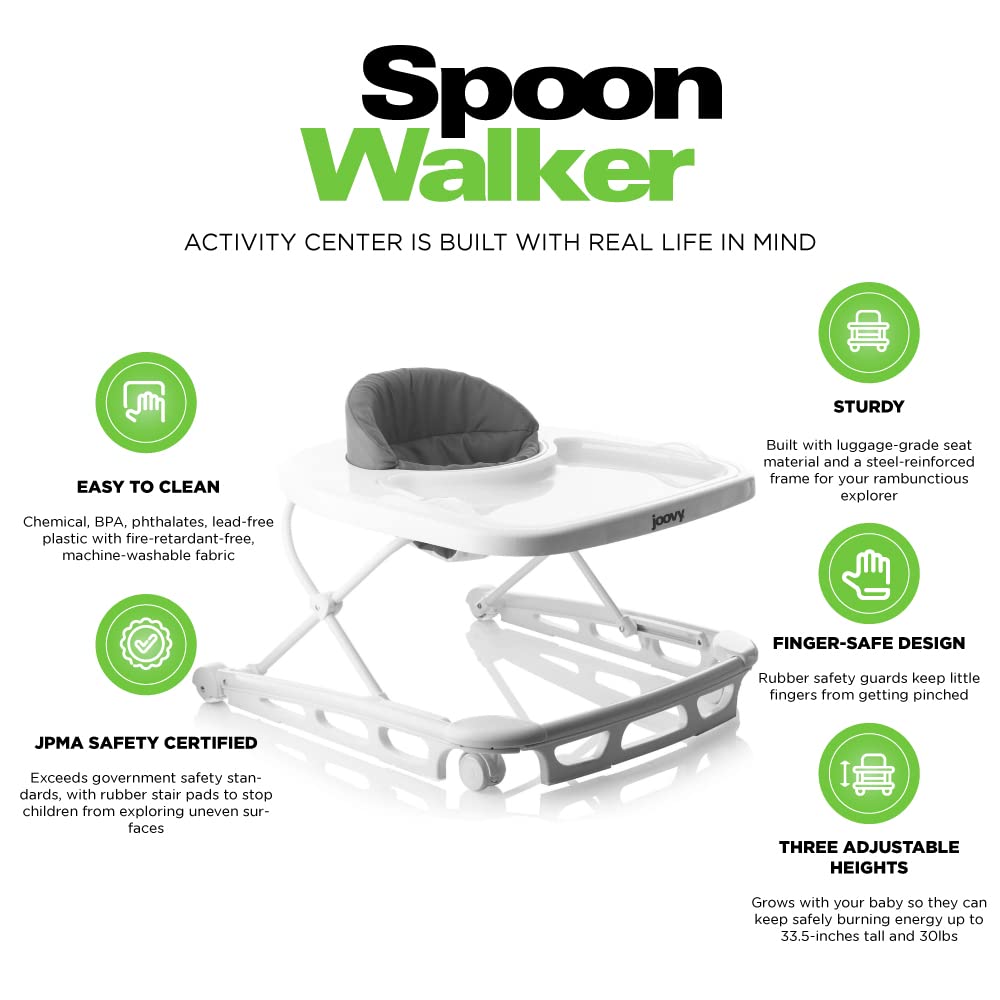 Spoon
Walker
ACTIVITY CENTER IS BUILT WITH REAL LIFE IN MIND
EASY TO CLEAN
Chemical, BPA, phthalates, lead-free
plastic with fire-retardant-free,
machine-washable fabric
JPMA SAFETY CERTIFIED
Exceeds government safety stan-
dards, with rubber stair pads to stop
children from exploring uneven sur-
faces
joovy
STURDY
Built with luggage-grade seat
material and a steel-reinforced
frame for your rambunctious
explorer
FINGER-SAFE DESIGN
Rubber safety guards keep little
fingers from getting pinched
THREE ADJUSTABLE
HEIGHTS
Grows with your baby so they can
keep safely burning energy up to
33.5-inches tall and 30lbs